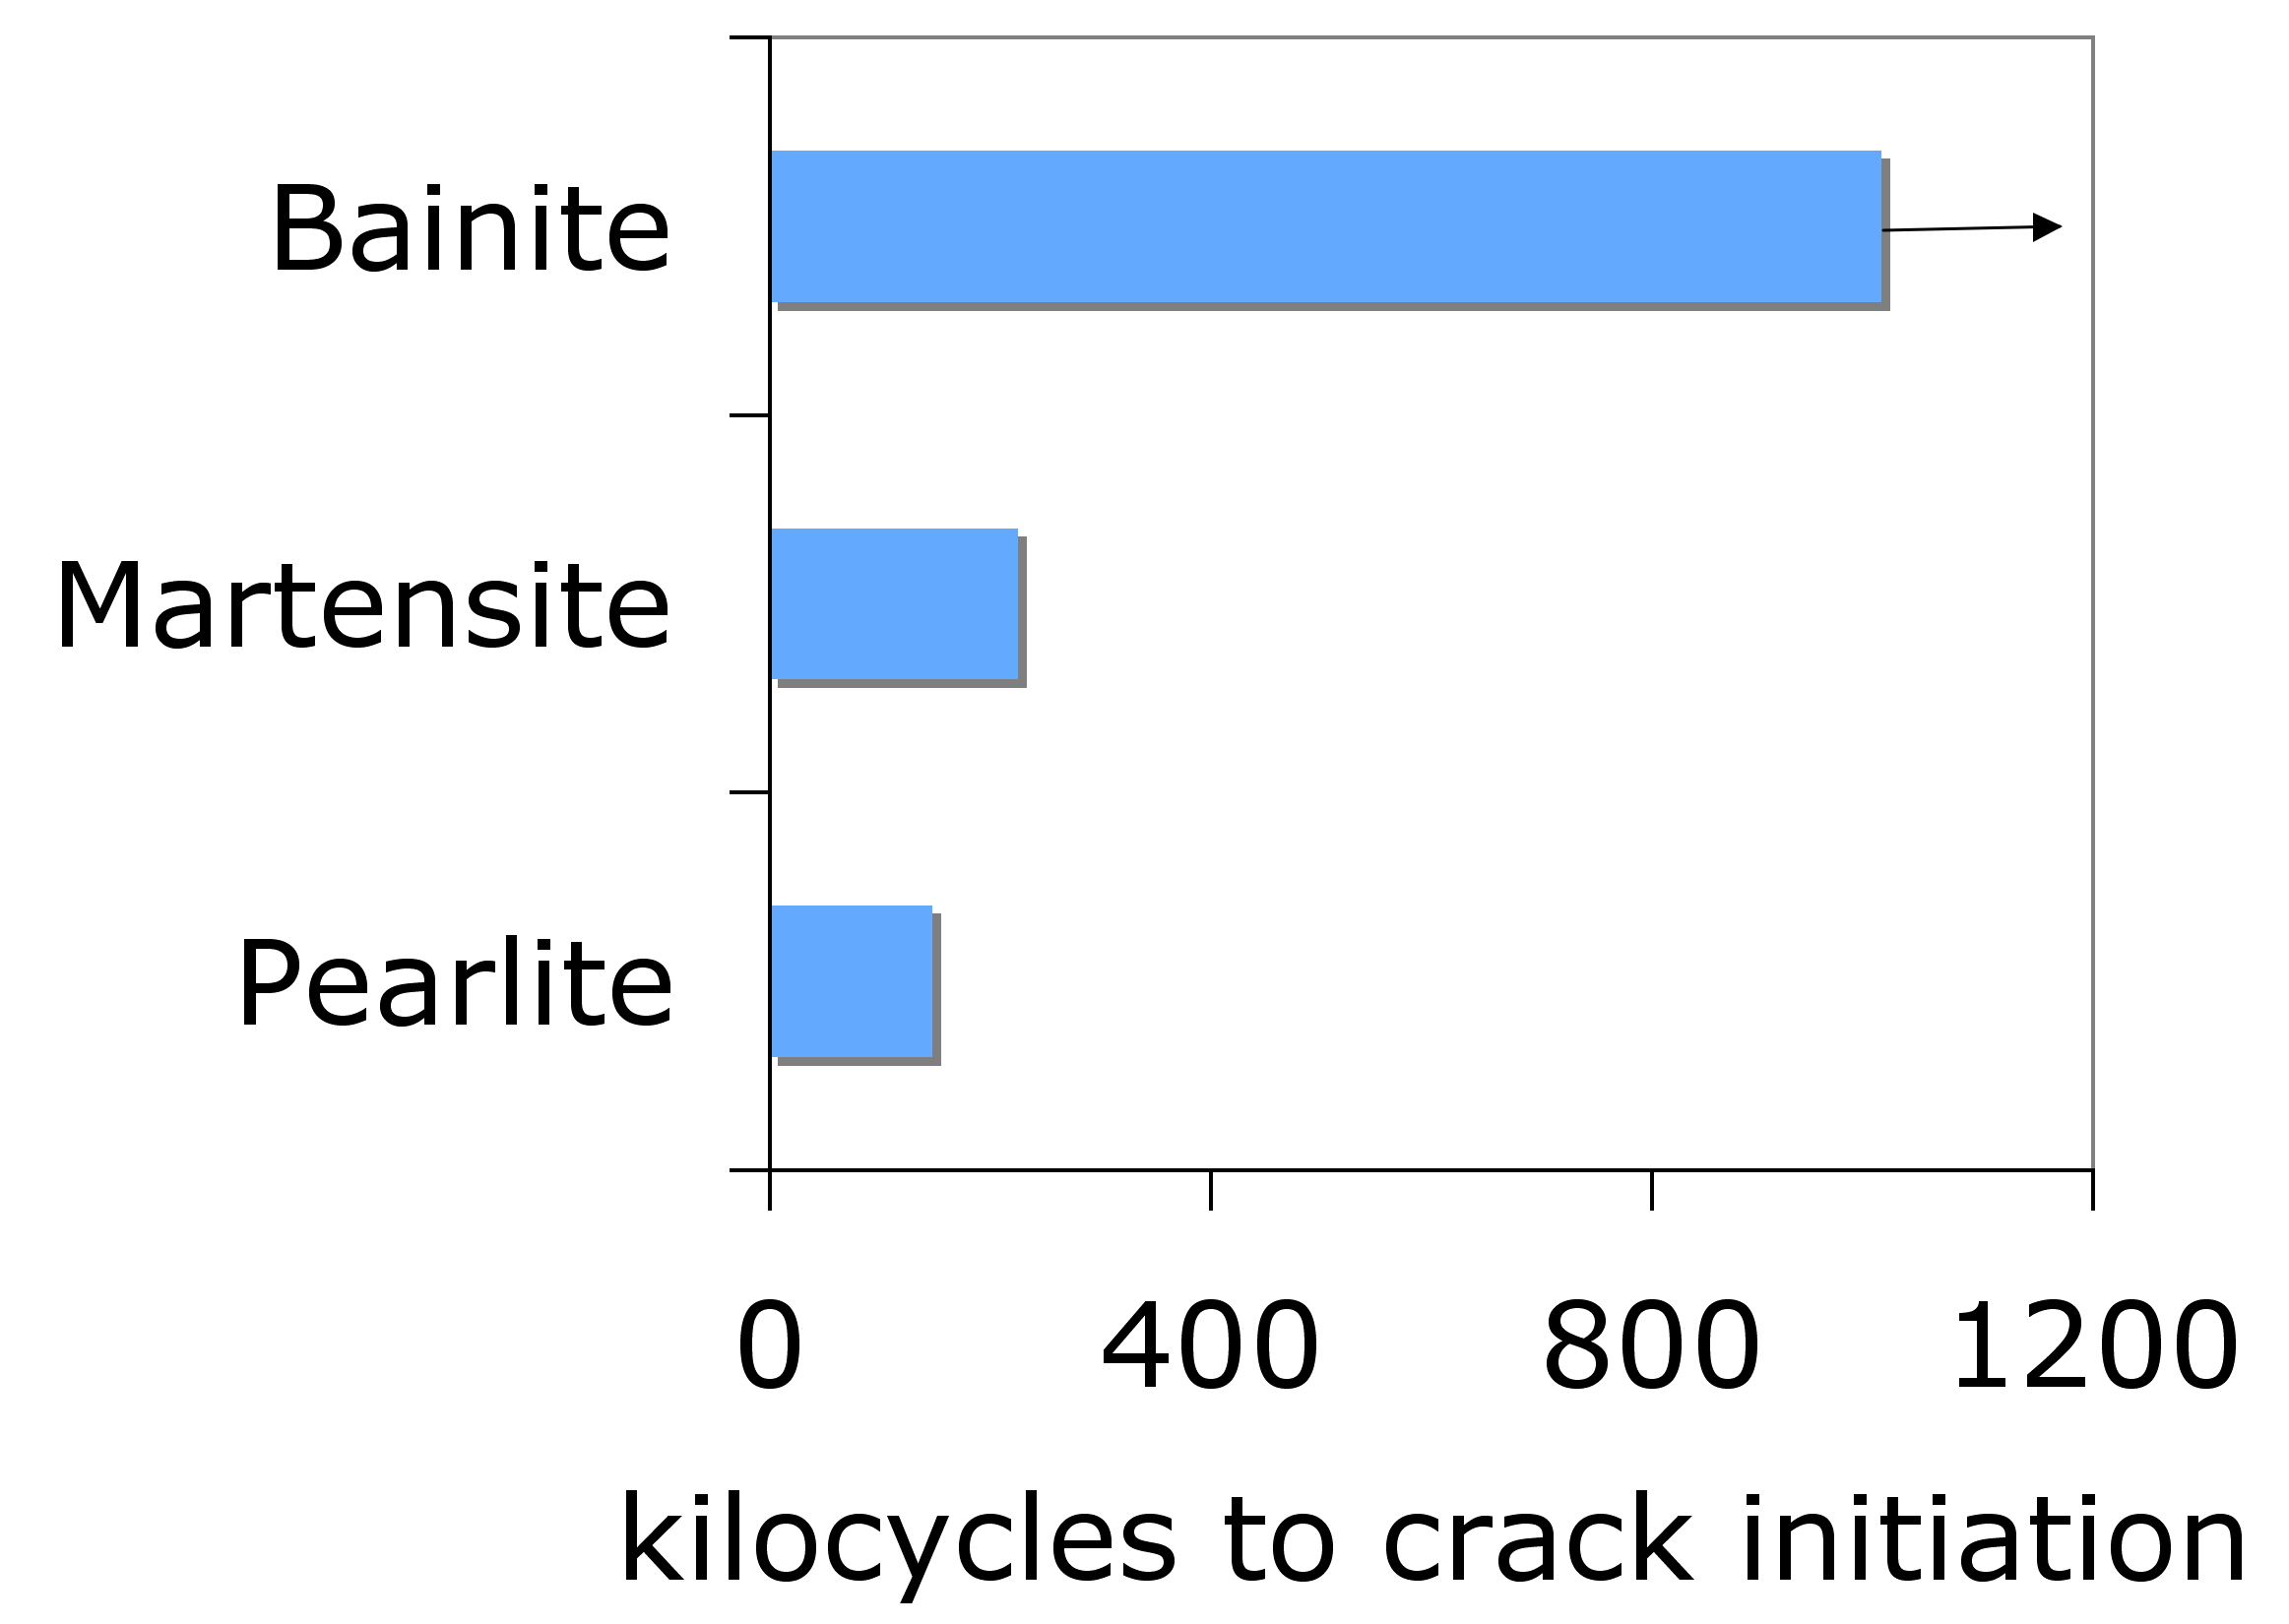 Bainite
Martensite
Pearlite
0 400 800 1200
kilocycles to crack initiation